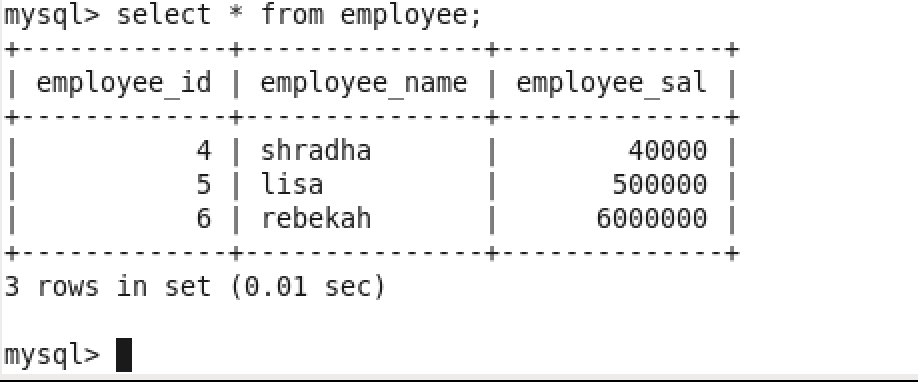 mysql> select * from employee;
+-------------+---------------+--------------+
| employee_id | employee_name | employee_sal |
+-------------+---------------+--------------+
|           4 | shradha       |        40000 |
|           5 | lisa          |       500000 |
|           6 | rebekah       |      6000000 |
+-------------+---------------+--------------+
3 rows in set (0.01 sec)
mysql>